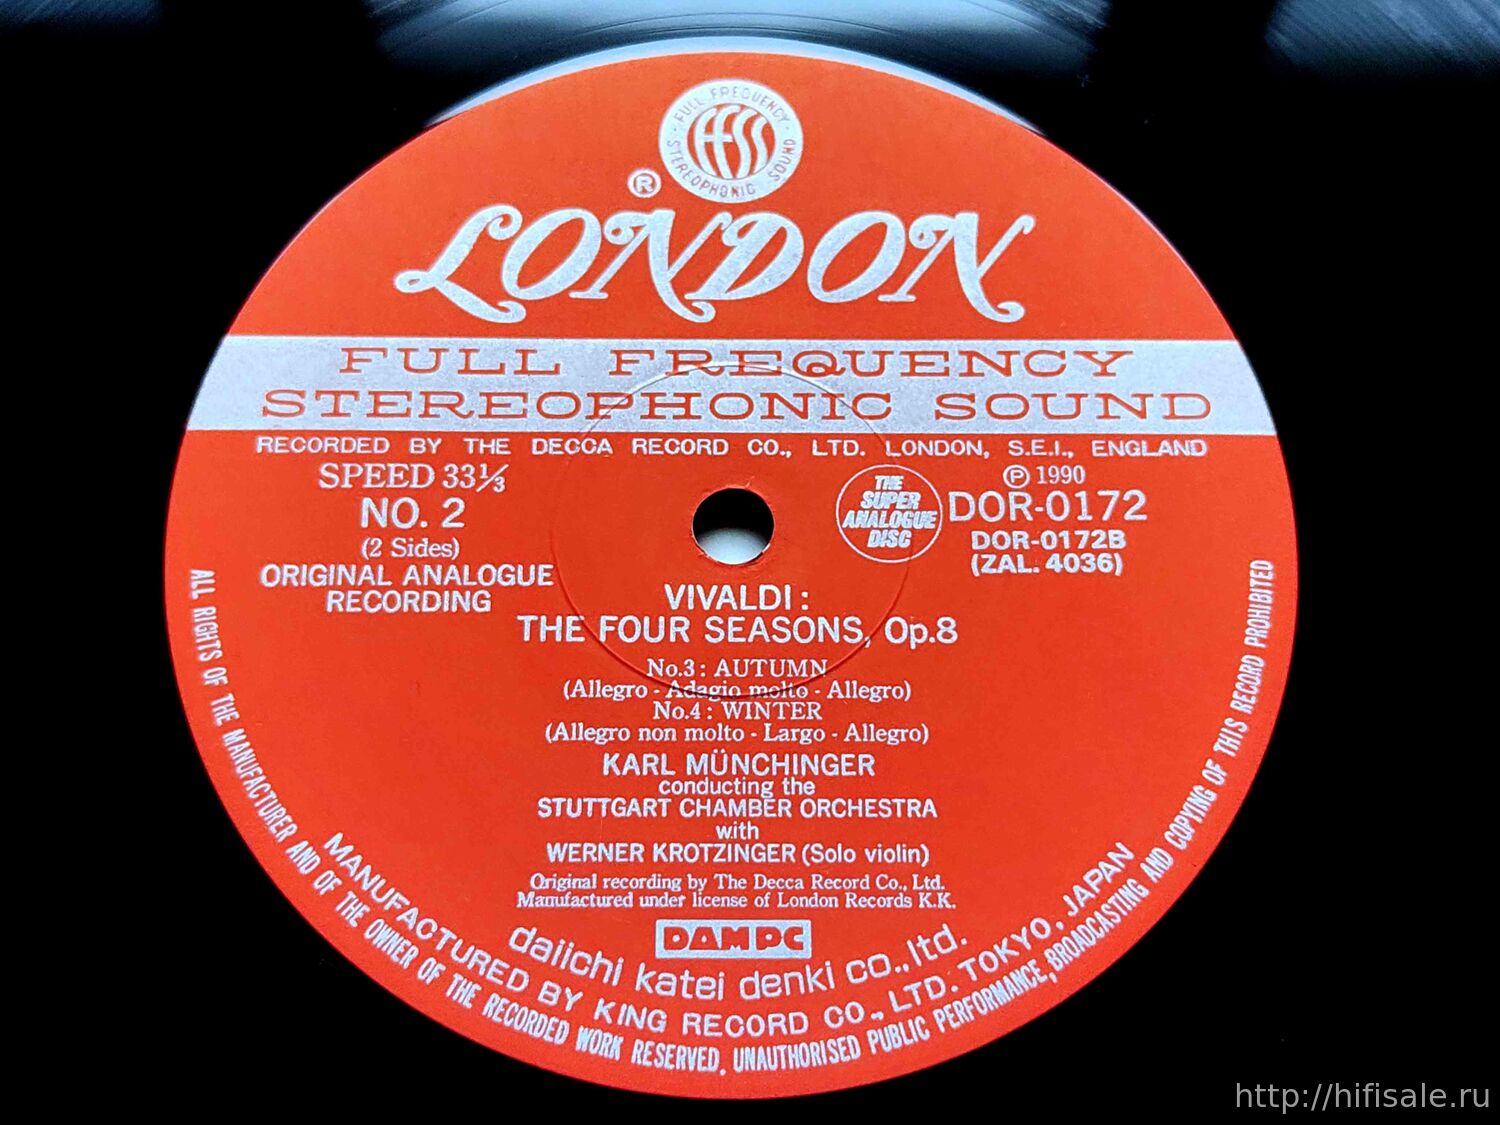 FULL FREQUENCY
STEREOPHONIC SOUND
FFSS
®
LONDON
FULL FREQUENCY
STEREOPHONIC SOUND
RECORDED BY THE DECCA RECORD CO., LTD. LONDON, S.E.I., ENGLAND
SPEED 33⅓
NO. 2
(2 Sides)
ORIGINAL ANALOGUE
RECORDING
THE
SUPER
ANALOGUE
DISC
℗ 1990
DOR-0172
DOR-0172B
(ZAL. 4036)
VIVALDI :
THE FOUR SEASONS, Op.8
No.3 : AUTUMN
(Allegro - Adagio molto - Allegro)
No.4 : WINTER
(Allegro non molto - Largo - Allegro)
KARL MÜNCHINGER
conducting the
STUTTGART CHAMBER ORCHESTRA
with
WERNER KROTZINGER (Solo violin)
Original recording by The Decca Record Co., Ltd.
Manufactured under license of London Records K.K.
DAM PC
daiichi katei denki co.,ltd.
MANUFACTURED BY KING RECORD CO., LTD. TOKYO, JAPAN
ALL RIGHTS OF THE MANUFACTURER AND OF THE OWNER OF THE RECORDED WORK RESERVED. UNAUTHORISED PUBLIC PERFORMANCE, BROADCASTING AND COPYING OF THIS RECORD PROHIBITED
http://hifisale.ru